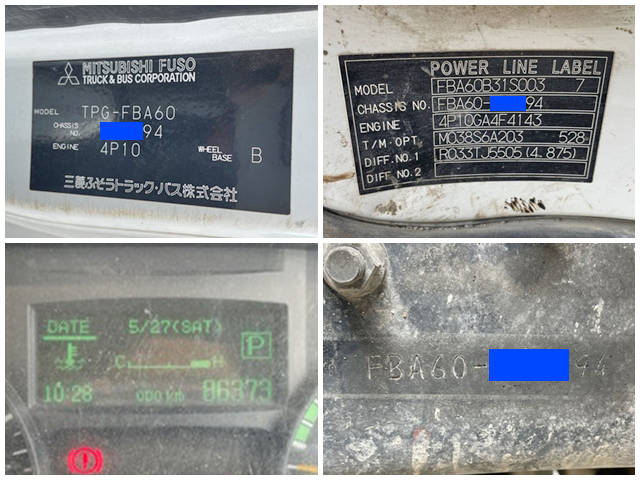 MITSUBISHI FUSO
TRUCK & BUS CORPORATION
MODEL TPG-FBA60
CHASSIS NO. 94
ENGINE 4P10 WHEEL BASE B
三菱ふそうトラック・バス株式会社
POWER LINE LABEL
MODEL FBA60B31S003 7
CHASSIS NO. FBA60- 94
ENGINE 4P10GA4F4143
T/M.OPT. M038S6A203 528
DIFF.NO.1 R0331J5505(4.875)
DIFF.NO.2
DATE 5/27(SAT) P
C H
10:28 ODO km 86373
FBA60- 94